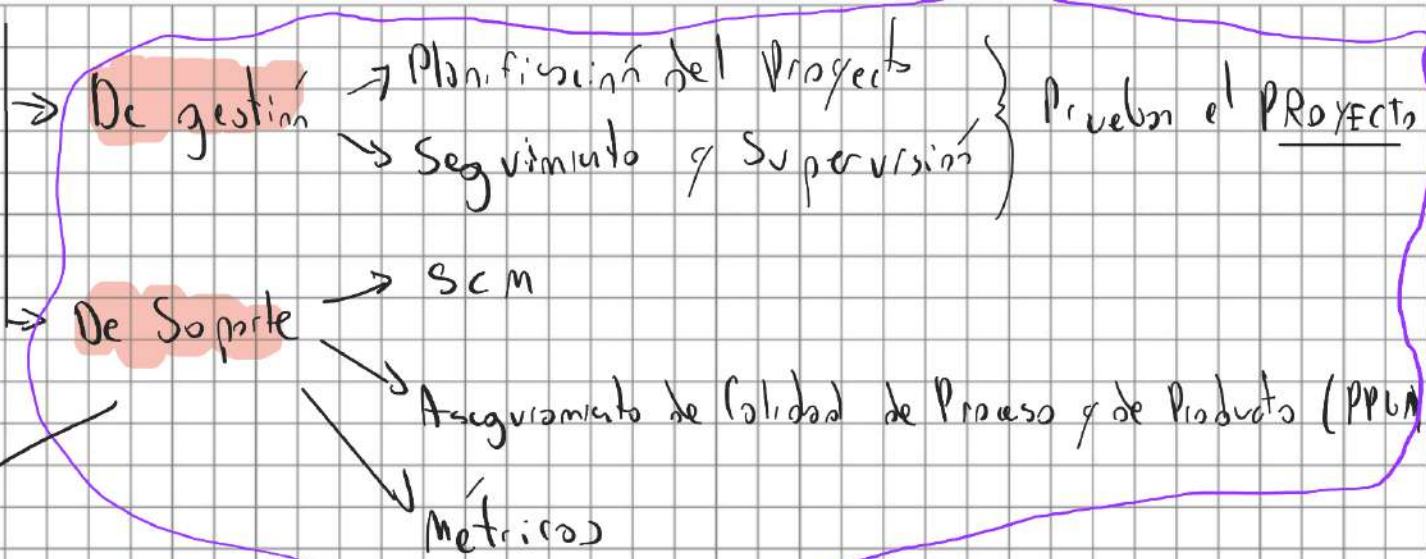 De gestión
Planificación del Proyecto
Seguimiento y Supervisión
Prueban el PROYECTO
De Soporte
SCM
Aseguramiento de Calidad de Proceso y de Producto
Métricas